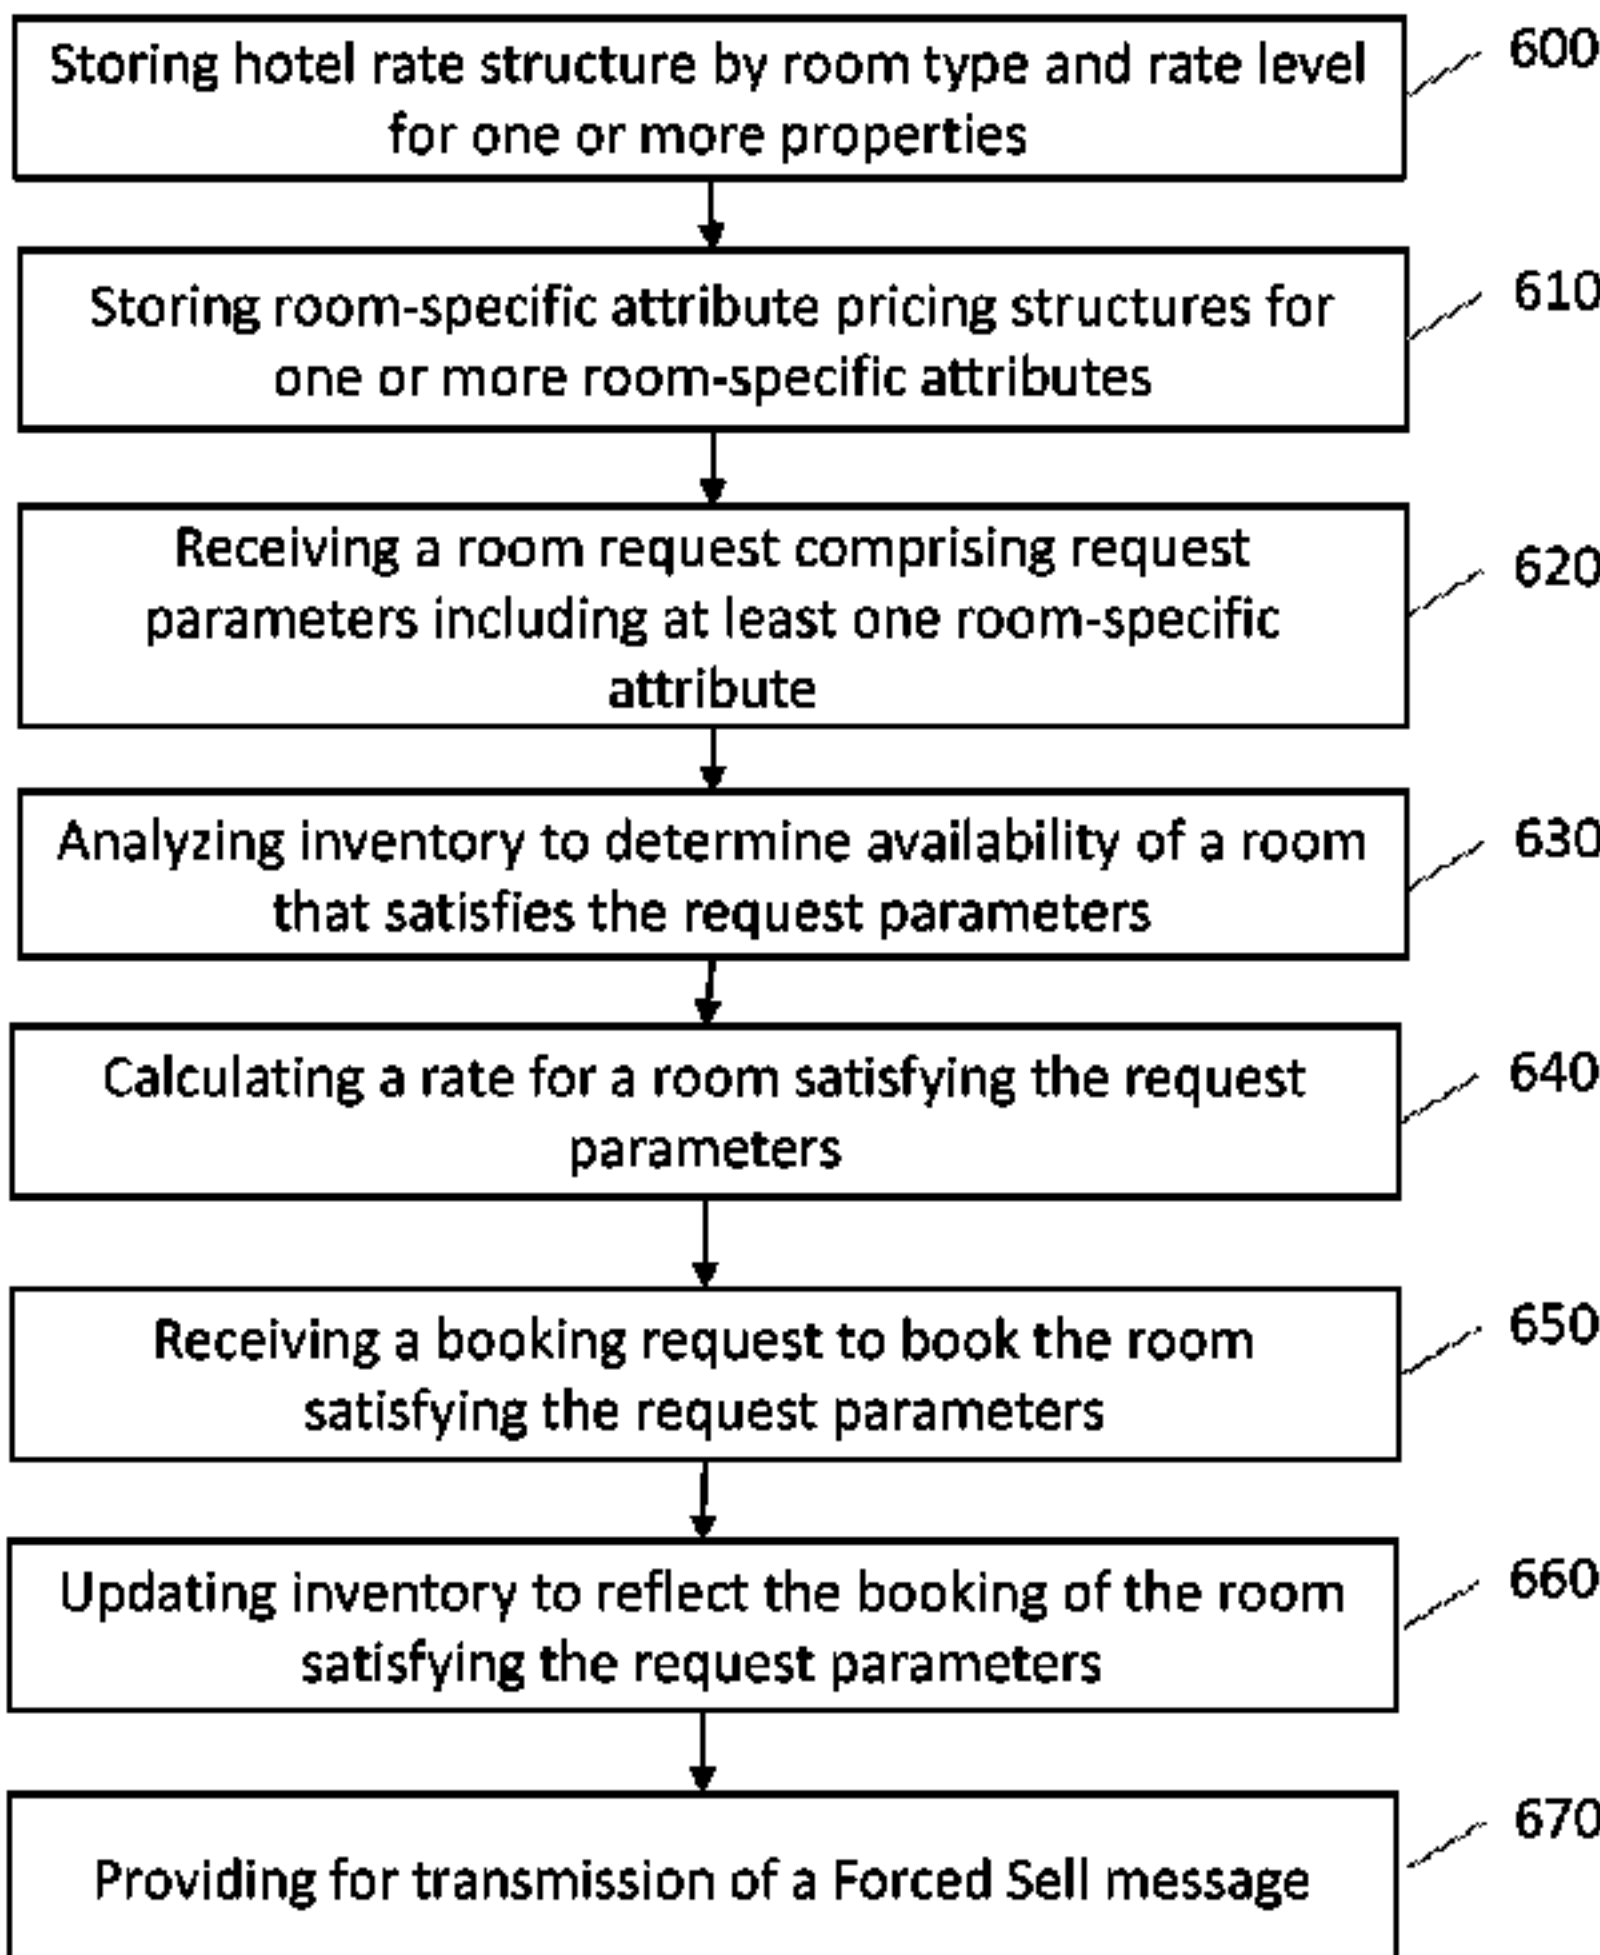 Storing hotel rate structure by room type and rate level
for one or more properties
600
Storing room-specific attribute pricing structures for
one or more room-specific attributes
610
Receiving a room request comprising request
parameters including at least one room-specific
attribute
620
Analyzing inventory to determine availability of a room
that satisfies the request parameters
630
Calculating a rate for a room satisfying the request
parameters
640
Receiving a booking request to book the room
satisfying the request parameters
650
Updating inventory to reflect the booking of the room
satisfying the request parameters
660
Providing for transmission of a Forced Sell message
670